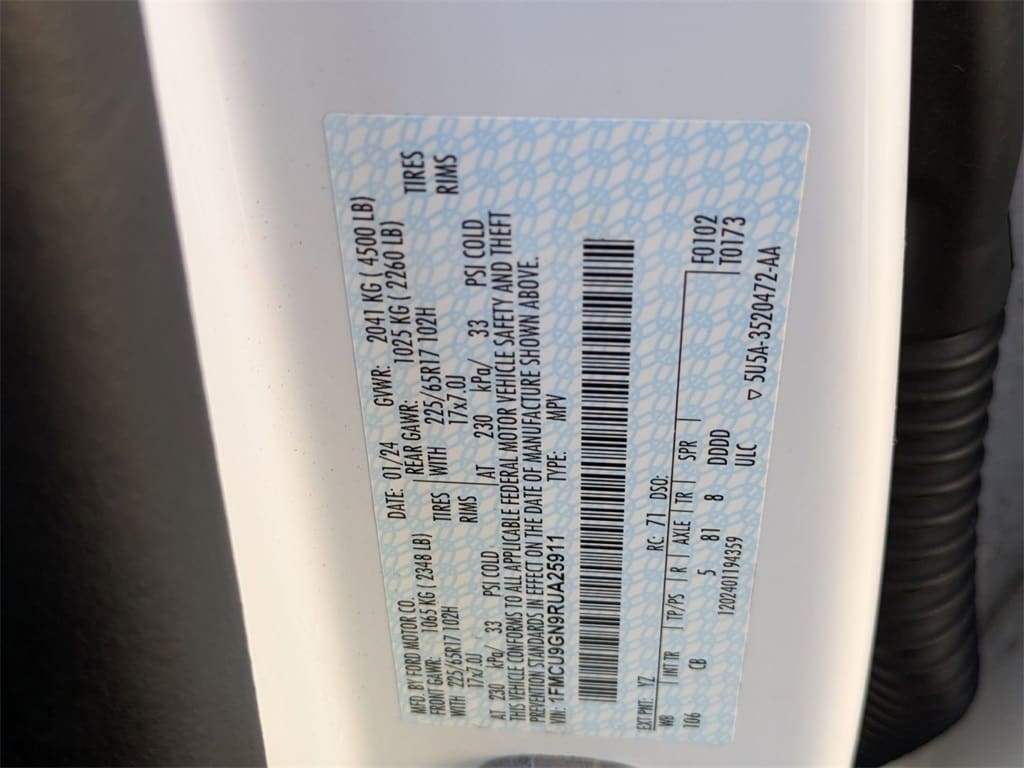 MFD. BY FORD MOTOR CO.
DATE: 01/24 GVWR: 2041 KG ( 4500 LB)
FRONT GAWR: 1065 KG ( 2348 LB) REAR GAWR: 1025 KG ( 2260 LB)
WITH 225/65R17 102H TIRES WITH 225/65R17 102H TIRES
17x7.0J RIMS 17x7.0J RIMS
AT 230 kPa/ 33 PSI COLD AT 230 kPa/ 33 PSI COLD
THIS VEHICLE CONFORMS TO ALL APPLICABLE FEDERAL MOTOR VEHICLE SAFETY AND THEFT
PREVENTION STANDARDS IN EFFECT ON THE DATE OF MANUFACTURE SHOWN ABOVE.
VIN: 1FMCU9GN9RUA25911 TYPE: MPV
EXT PNT: YZ RC: 71 DSO:
WB INT TR TP/PS R AXLE TR SPR F0102
106 CB 5 81 8 DDDD T0173
ULC
1202401194359 ▽ 5U5A-3520472-AA